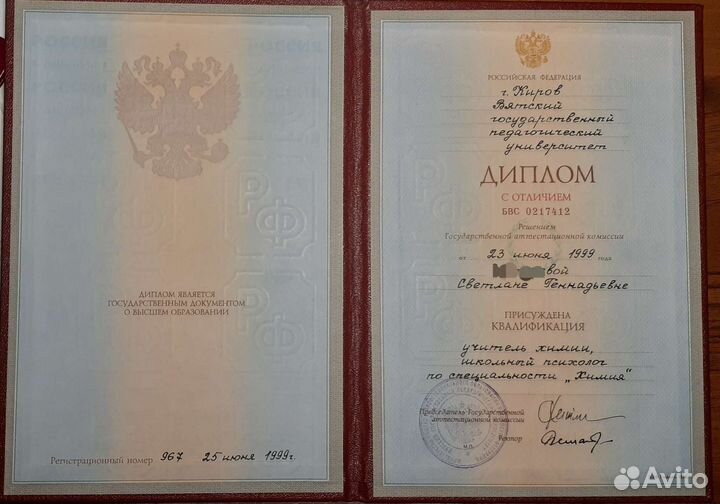 ДИПЛОМ ЯВЛЯЕТСЯ
ГОСУДАРСТВЕННЫМ ДОКУМЕНТОМ
О ВЫСШЕМ ОБРАЗОВАНИИ
Регистрационный номер 967 25 июня 1999г.
РОССИЙСКАЯ ФЕДЕРАЦИЯ
г. Киров
Вятский
государственный
педагогический
университет
ДИПЛОМ
С ОТЛИЧИЕМ
БВС 0217412
Решением
Государственной аттестационной комиссии
от 23 июня 1999 года
вой
Светлане Геннадьевне
ПРИСУЖДЕНА
КВАЛИФИКАЦИЯ
учитель химии,
школьный психолог
по специальности „Химия"
Председатель Государственной
аттестационной комиссии
Ректор
М.П.
Avito